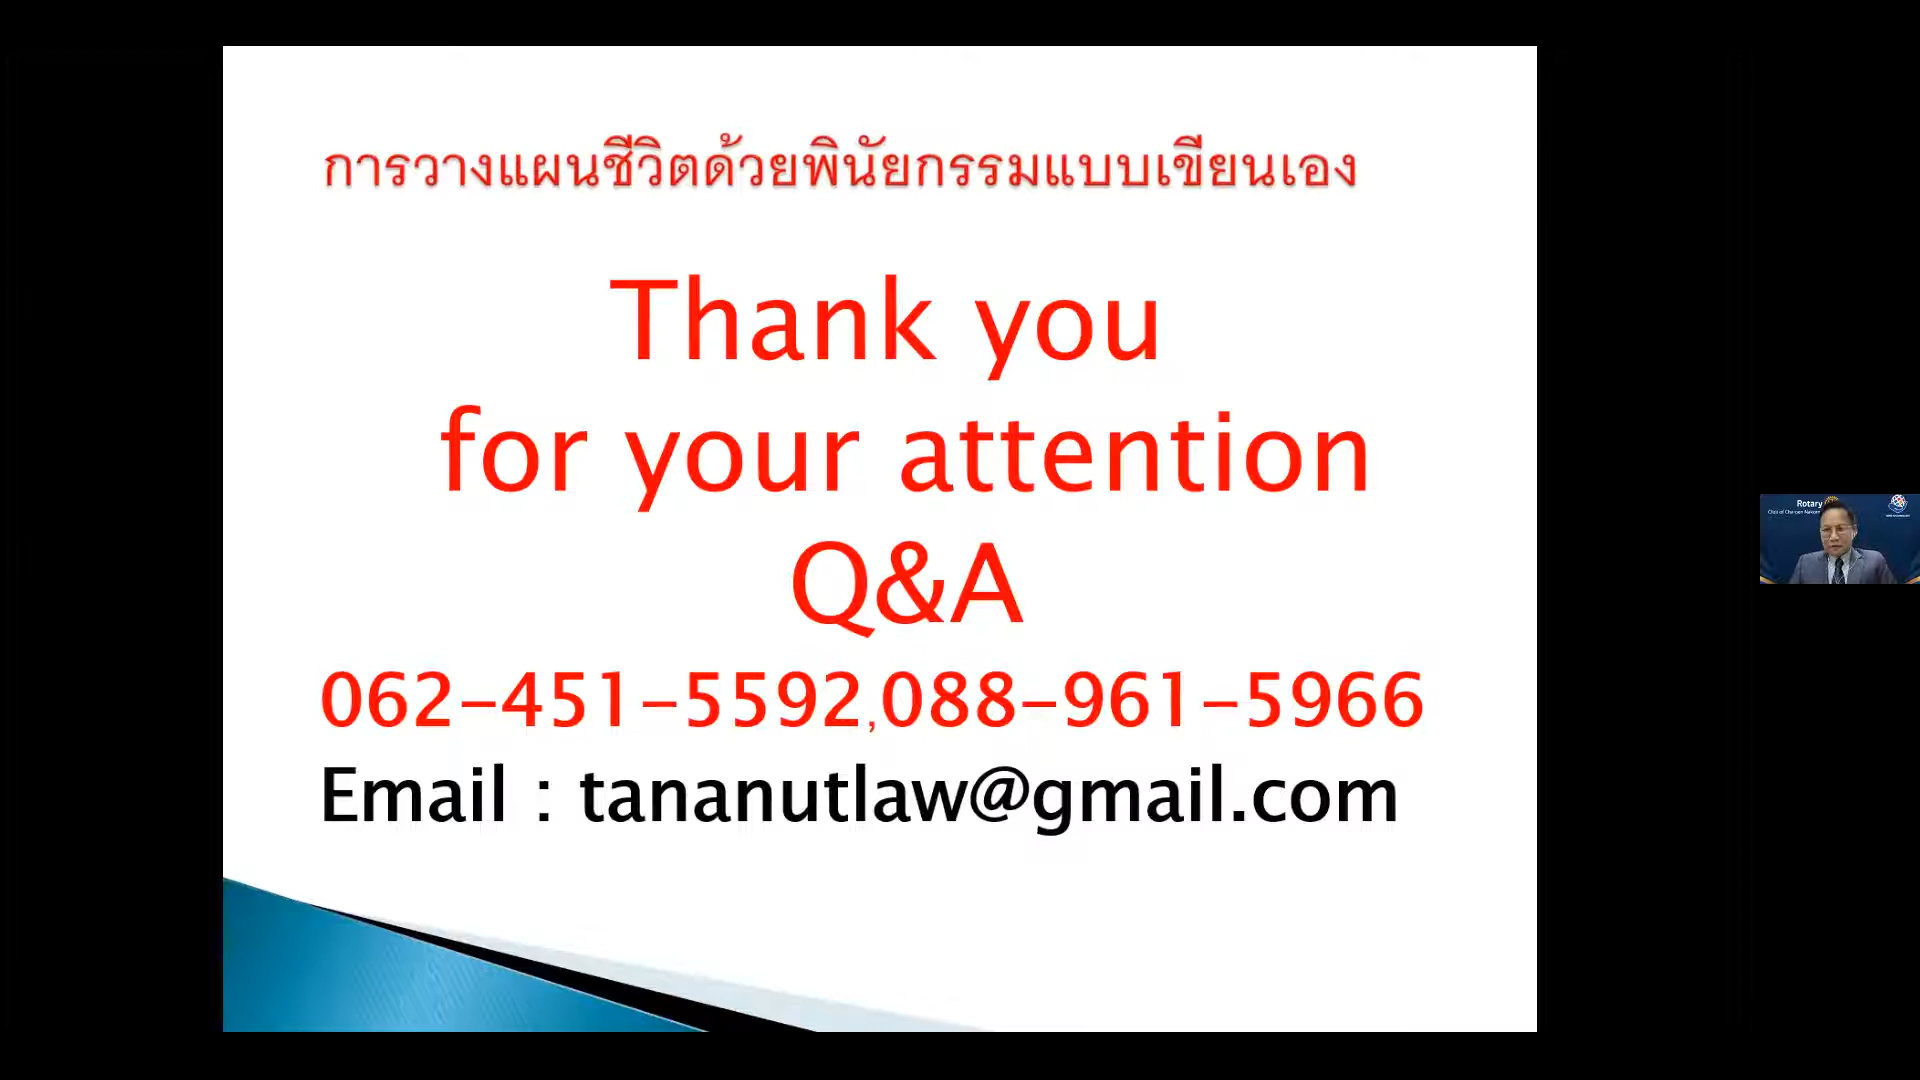 การวางแผนชีวิตด้วยพินัยกรรมแบบเขียนเอง
Thank you
for your attention
Q&A
062-451-5592,088-961-5966
Email : tananutlaw@gmail.com
Rotary